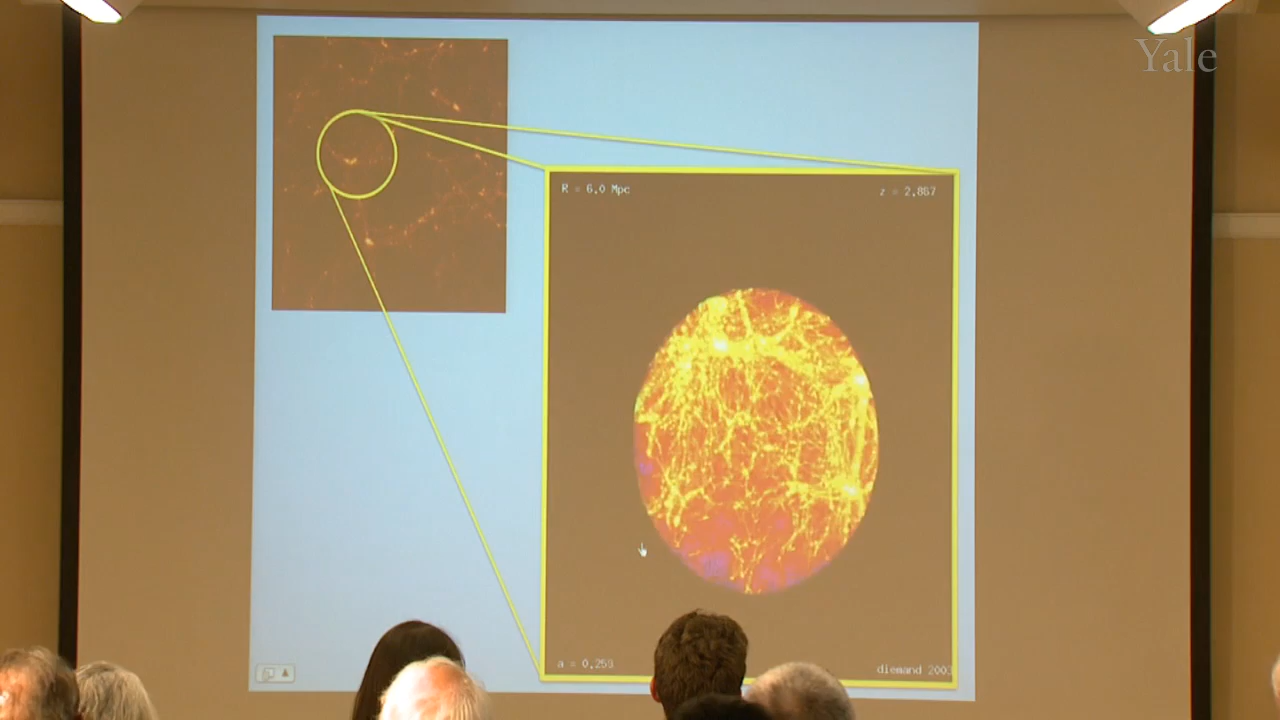 Yale
R = 6.0 Mpc
z = 2.867
a = 0.259
diemand 2003